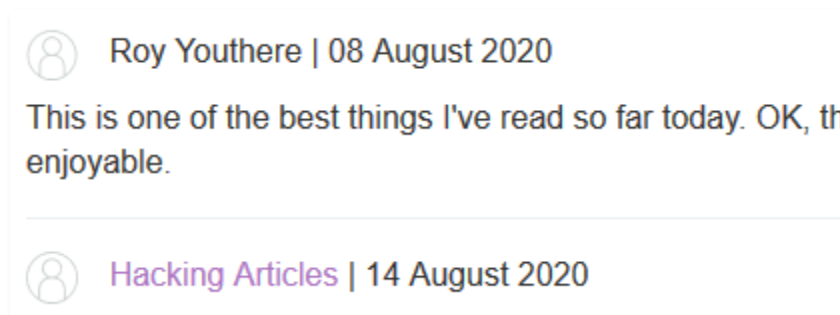 Roy Youthere | 08 August 2020
This is one of the best things I've read so far today. OK,
enjoyable.
Hacking Articles | 14 August 2020